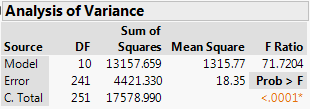 Analysis of Variance
Sum of
Source DF Squares Mean Square F Ratio
Model 10 13157.659 1315.77 71.7204
Error 241 4421.330 18.35 Prob > F
C. Total 251 17578.990 <.0001*